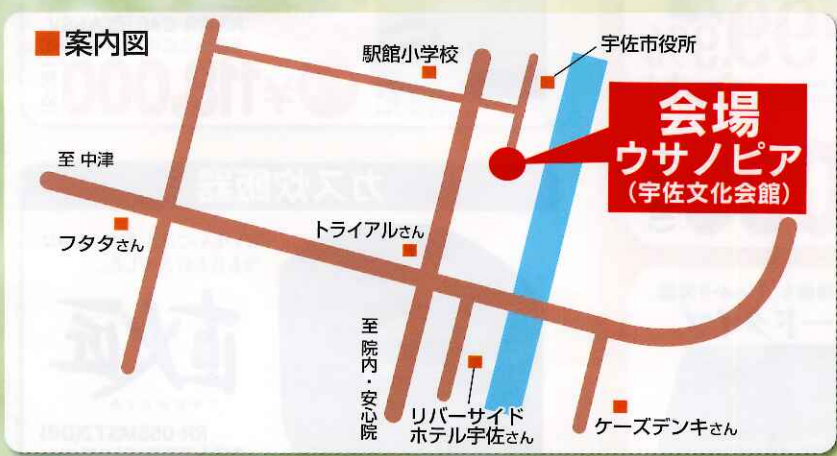 ■案内図
駅館小学校
宇佐市役所
会場
ウサノピア
(宇佐文化会館)
至 中津
フタタさん
トライアルさん
至 院内・安心院
リバーサイド
ホテル宇佐さん
ケーズデンキさん